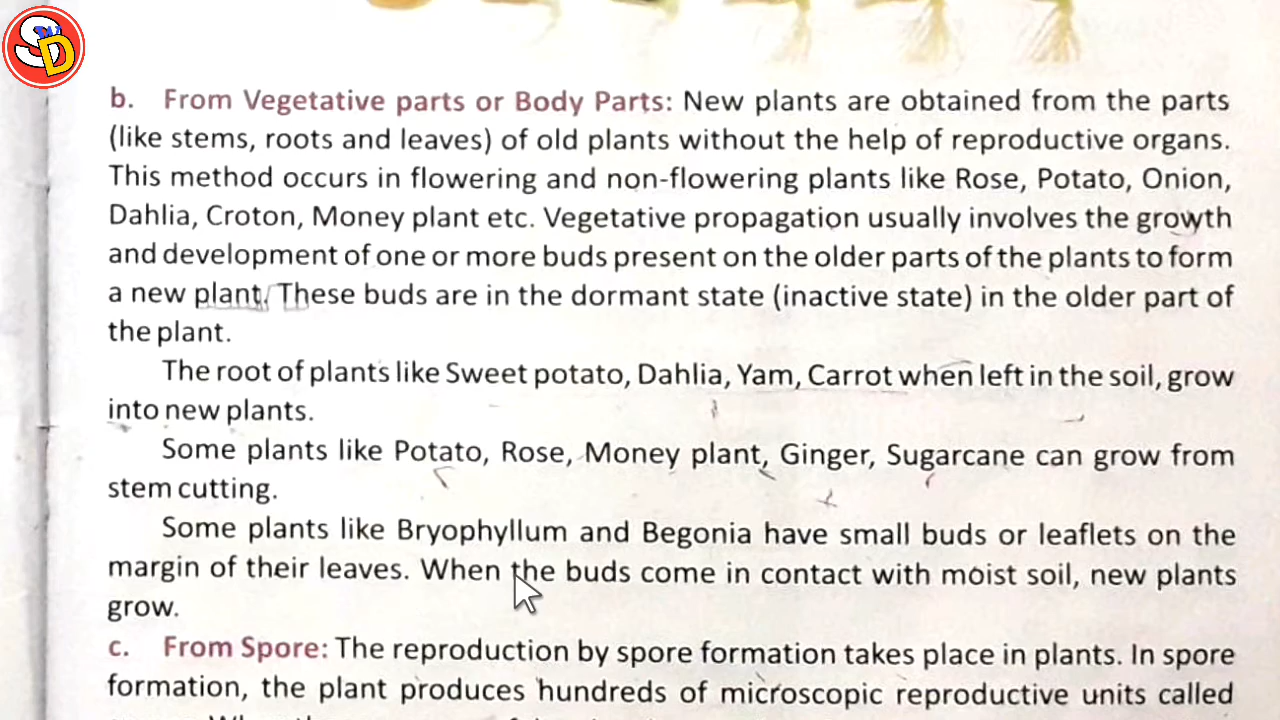 SWD
b. From Vegetative parts or Body Parts: New plants are obtained from the parts
(like stems, roots and leaves) of old plants without the help of reproductive organs.
This method occurs in flowering and non-flowering plants like Rose, Potato, Onion,
Dahlia, Croton, Money plant etc. Vegetative propagation usually involves the growth
and development of one or more buds present on the older parts of the plants to form
a new plant. These buds are in the dormant state (inactive state) in the older part of
the plant.
The root of plants like Sweet potato, Dahlia, Yam, Carrot when left in the soil, grow
into new plants.
Some plants like Potato, Rose, Money plant, Ginger, Sugarcane can grow from
stem cutting.
Some plants like Bryophyllum and Begonia have small buds or leaflets on the
margin of their leaves. When the buds come in contact with moist soil, new plants
grow.
c. From Spore: The reproduction by spore formation takes place in plants. In spore
formation, the plant produces hundreds of microscopic reproductive units called